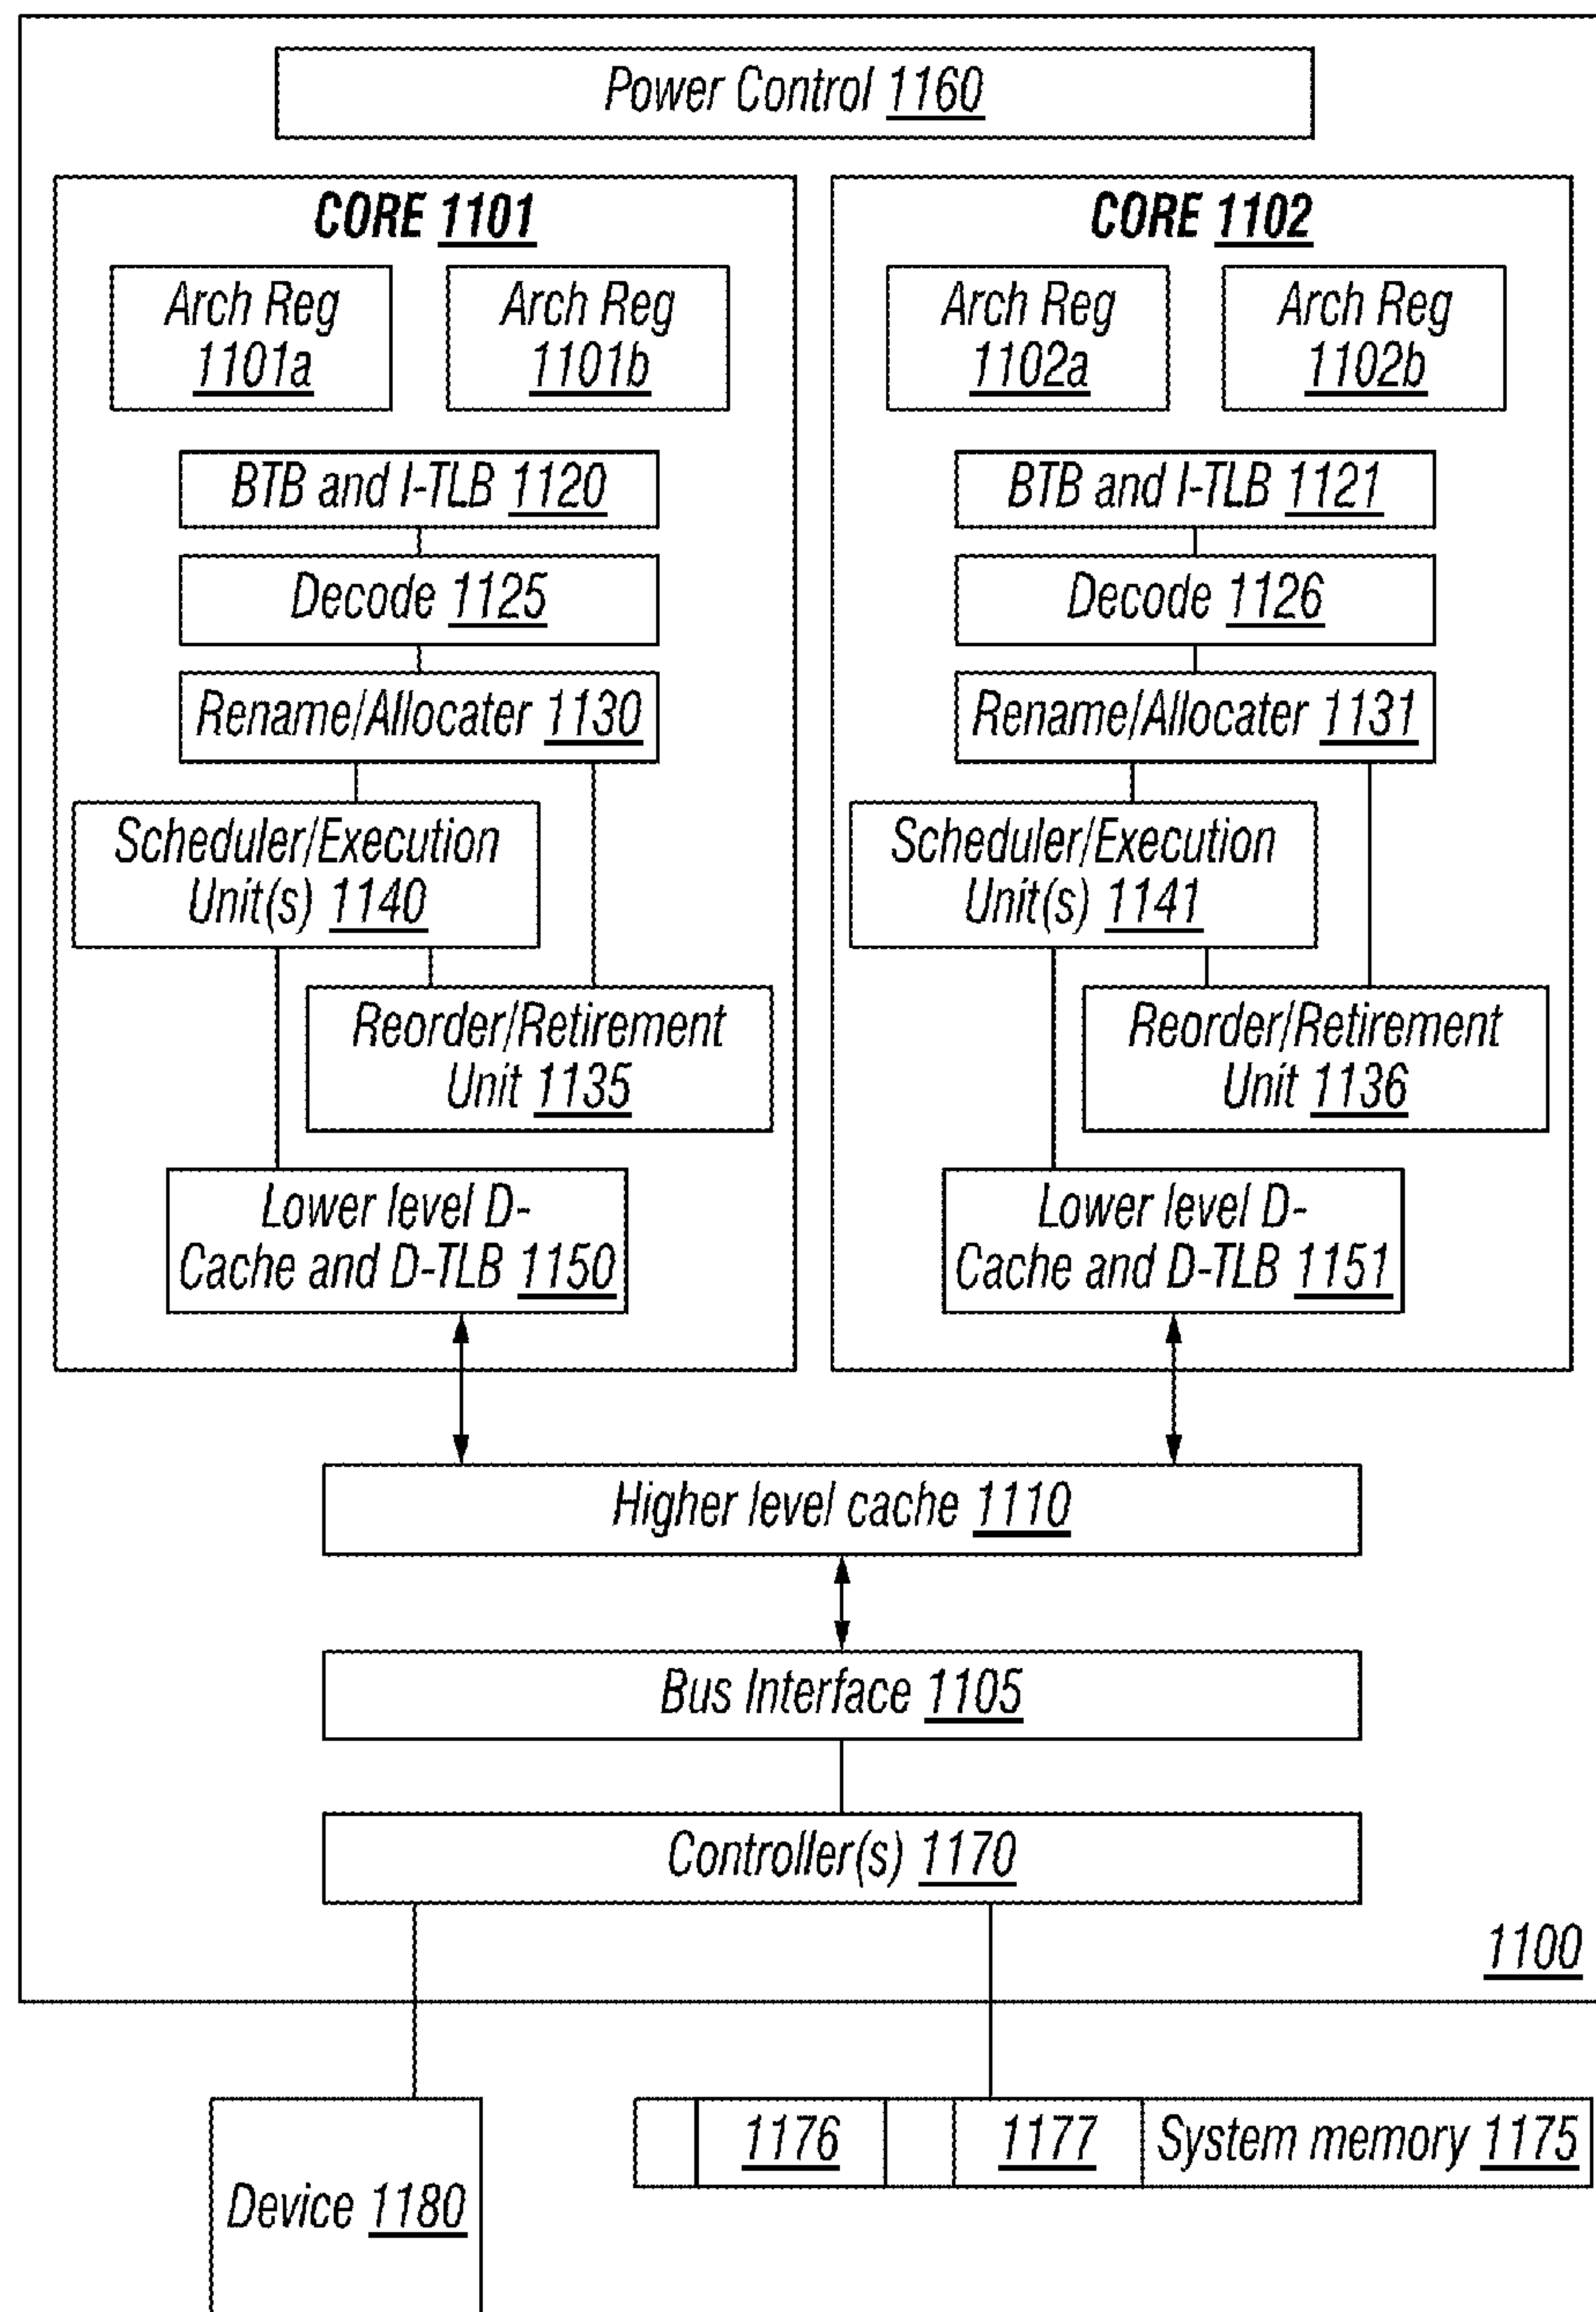 Power Control 1160
CORE 1101
Arch Reg
1101a
Arch Reg
1101b
BTB and I-TLB 1120
Decode 1125
Rename/Allocater 1130
Scheduler/Execution
Unit(s) 1140
Reorder/Retirement
Unit 1135
Lower level D-
Cache and D-TLB 1150
CORE 1102
Arch Reg
1102a
Arch Reg
1102b
BTB and I-TLB 1121
Decode 1126
Rename/Allocater 1131
Scheduler/Execution
Unit(s) 1141
Reorder/Retirement
Unit 1136
Lower level D-
Cache and D-TLB 1151
Higher level cache 1110
Bus Interface 1105
Controller(s) 1170
1100
Device 1180
1176
1177
System memory 1175